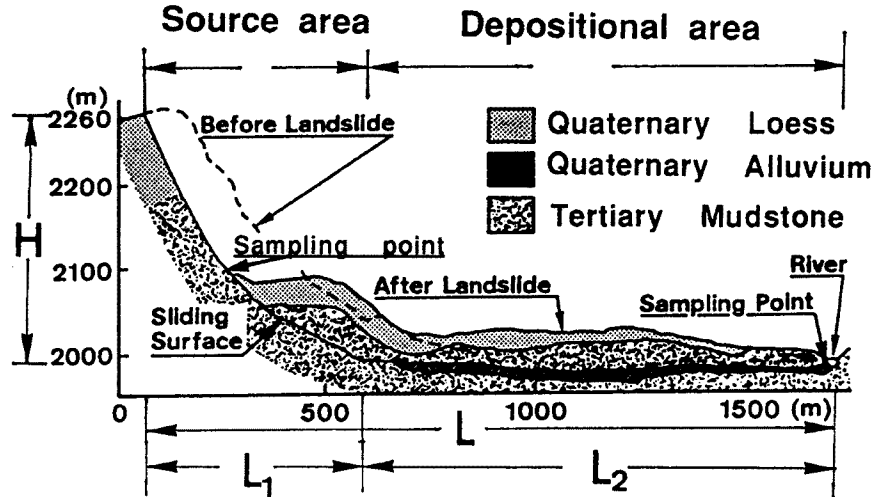 Source area
Depositional area
(m)
2260
2200
2100
2000
H
Before Landslide
Quaternary Loess
Quaternary Alluvium
Tertiary Mudstone
Sampling point
After Landslide
River
Sampling Point
Sliding
Surface
0
500
1000
1500 (m)
L
L1
L2